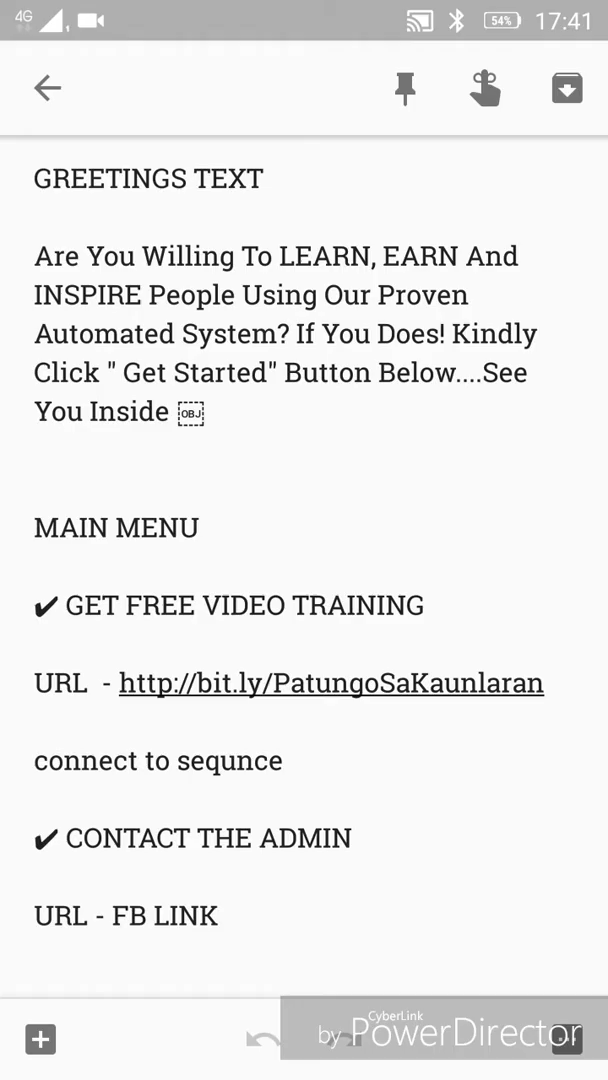 4G 54% 17:41
GREETINGS TEXT
Are You Willing To LEARN, EARN And
INSPIRE People Using Our Proven
Automated System? If You Does! Kindly
Click " Get Started" Button Below....See
You Inside OBJ
MAIN MENU
✔ GET FREE VIDEO TRAINING
URL - http://bit.ly/PatungoSaKaunlaran
connect to sequnce
✔ CONTACT THE ADMIN
URL - FB LINK
CyberLink
by PowerDirector